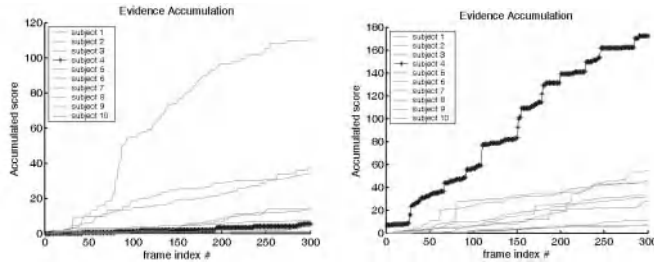 Evidence Accumulation
120
100
80
60
40
20
0
0
50
100
150
200
250
300
Accumulated score
frame index #
subject 1
subject 2
subject 3
subject 4
subject 5
subject 6
subject 7
subject 8
subject 9
subject 10
Evidence Accumulation
180
160
140
120
100
80
60
40
20
0
0
50
100
150
200
250
300
Accumulated score
frame index #
subject 1
subject 2
subject 3
subject 4
subject 5
subject 6
subject 7
subject 8
subject 9
subject 10